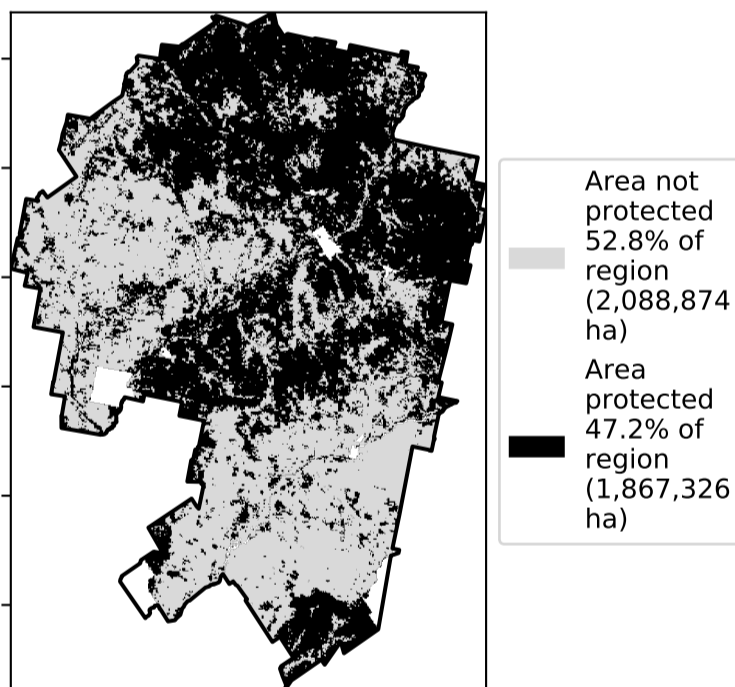 Area not
protected
52.8% of
region
(2,088,874
ha)
Area
protected
47.2% of
region
(1,867,326
ha)